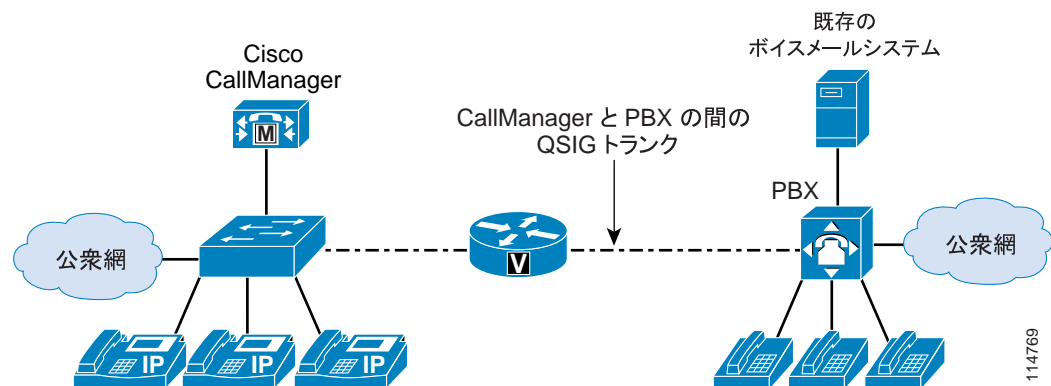 既存の
ボイスメールシステム
Cisco
CallManager
M
CallManager と PBX の間の
QSIG トランク
PBX
公衆網
V
公衆網
IP
IP
IP
114769